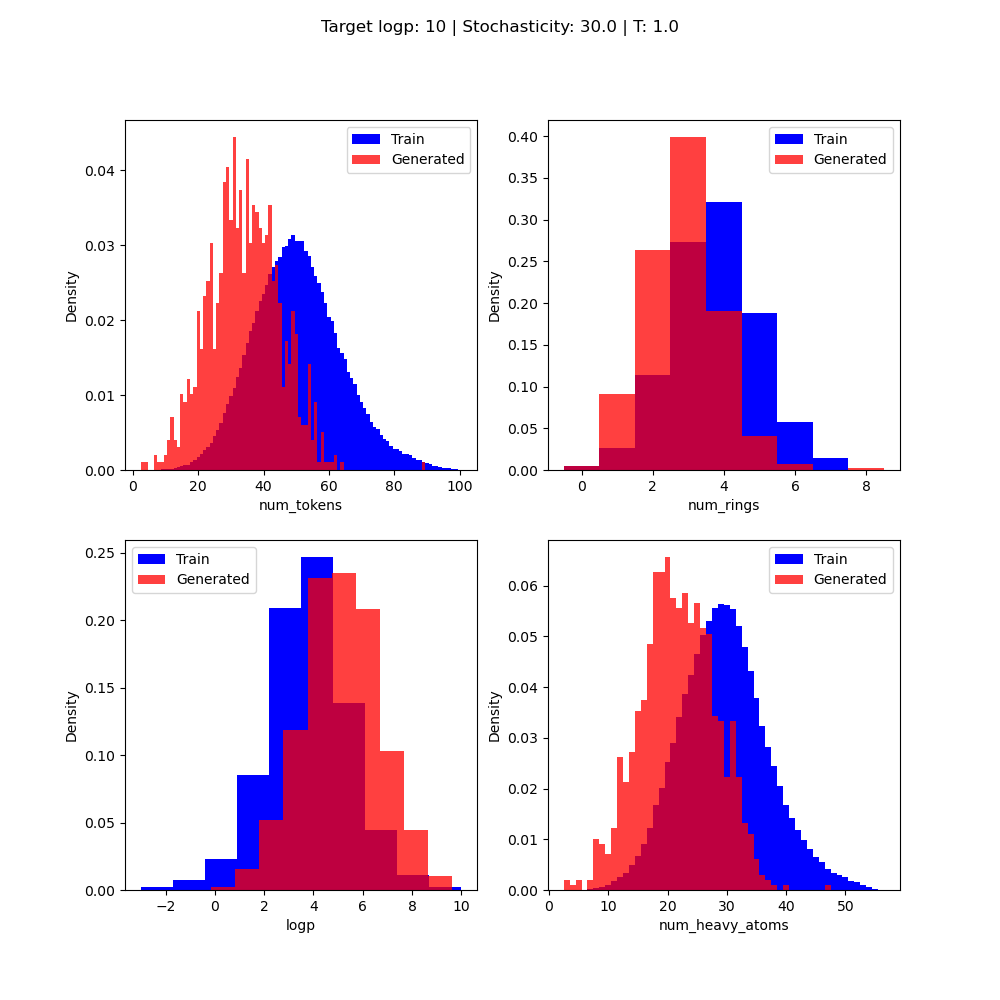 Target logp: 10 | Stochasticity: 30.0 | T: 1.0
Train
Generated
0.04
0.03
0.02
0.01
0.00
Density
0 20 40 60 80 100
num_tokens
Train
Generated
0.40
0.35
0.30
0.25
0.20
0.15
0.10
0.05
0.00
Density
0 2 4 6 8
num_rings
Train
Generated
0.25
0.20
0.15
0.10
0.05
0.00
Density
−2 0 2 4 6 8 10
logp
Train
Generated
0.06
0.05
0.04
0.03
0.02
0.01
0.00
Density
0 10 20 30 40 50
num_heavy_atoms